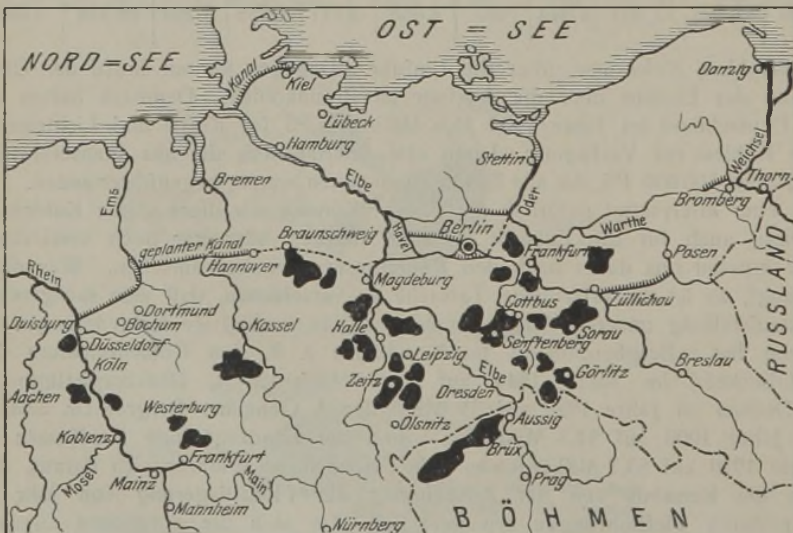 OST = SEE
NORD=SEE
Danzig
Kanal
Kiel
Lübeck
Hamburg
Stettin
Weichsel
Thorn
Elbe
Oder
Bromberg
Ems
Bremen
Warthe
Havel
Berlin
Braunschweig
geplanter Kanal
Frankfurt
Posen
Hannover
Rhein
Magdeburg
Züllichau
RUSSLAND
Dortmund
Bochum
Duisburg
Kassel
Cottbus
Halle
Sorau
Düsseldorf
Senftenberg
Leipzig
Köln
Elbe
Breslau
Zeitz
Görlitz
Dresden
Aachen
Westerburg
Aussig
Ölsnitz
Koblenz
Brüx
Frankfurt
Mosel
Mainz
Main
Prag
Mannheim
BÖHMEN
Nürnberg